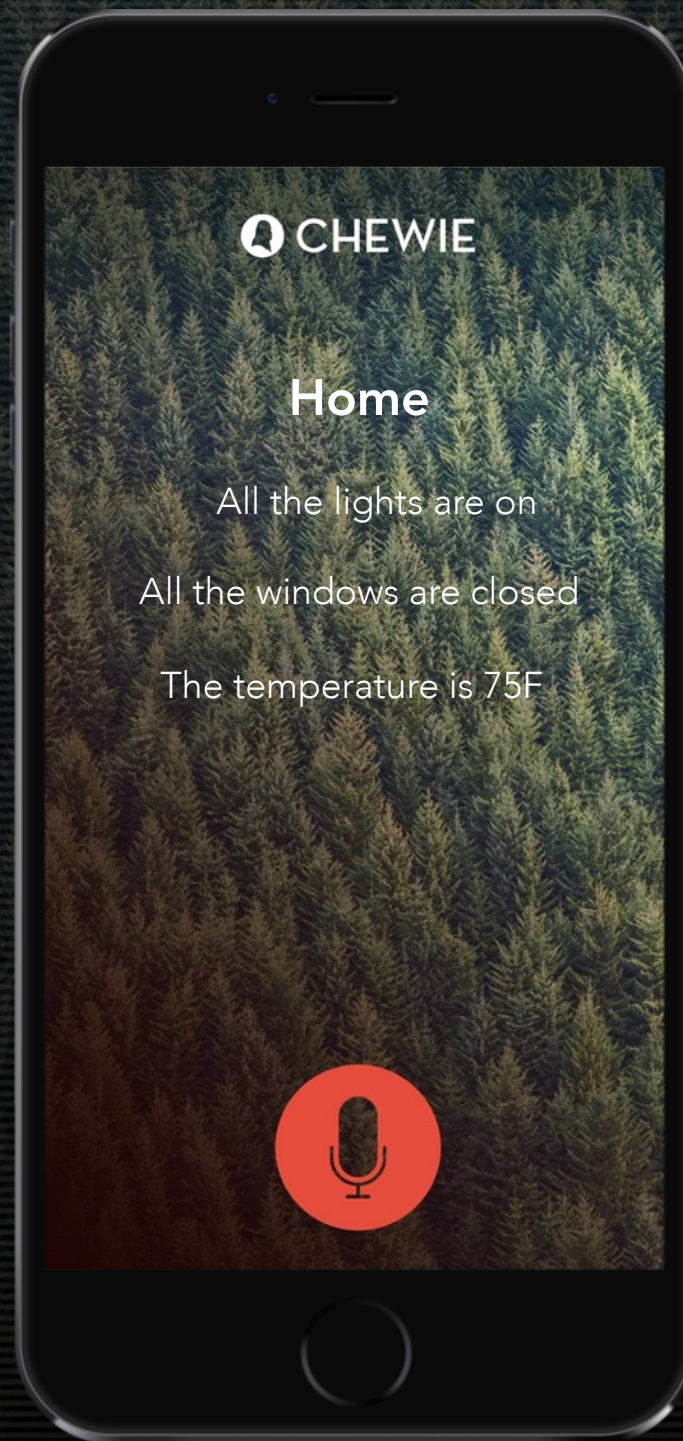 CHEWIE
Home
All the lights are on
All the windows are closed
The temperature is 75F